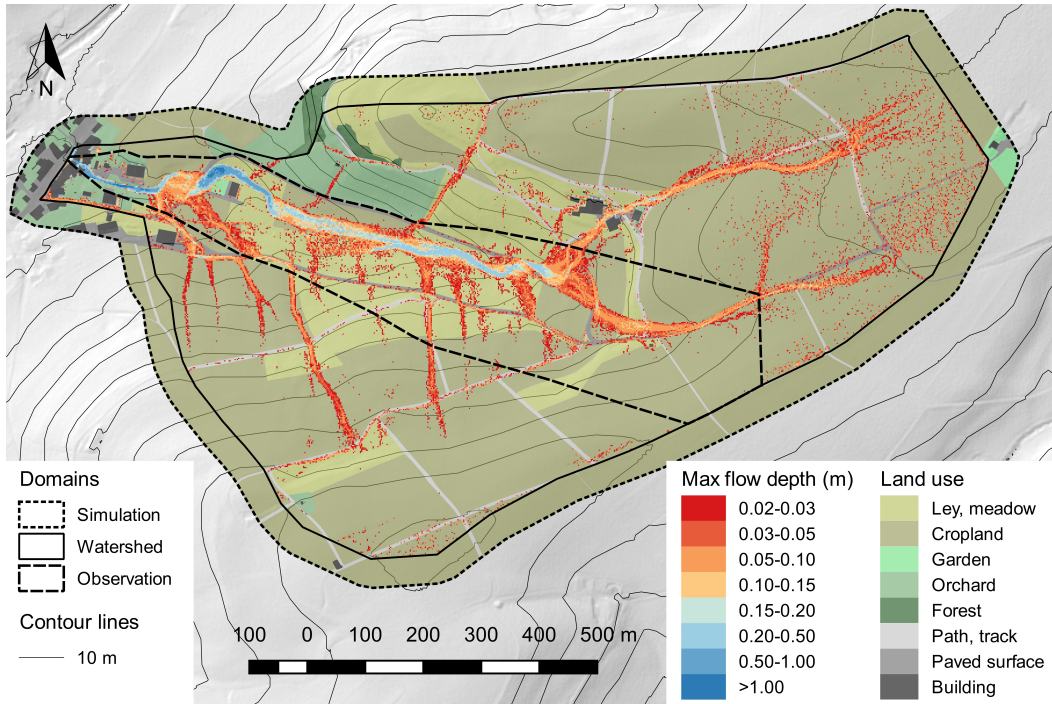 N
Domains
Simulation
Watershed
Observation
Contour lines
10 m
100 0 100 200 300 400 500 m
Max flow depth (m)
0.02-0.03
0.03-0.05
0.05-0.10
0.10-0.15
0.15-0.20
0.20-0.50
0.50-1.00
>1.00
Land use
Ley, meadow
Cropland
Garden
Orchard
Forest
Path, track
Paved surface
Building